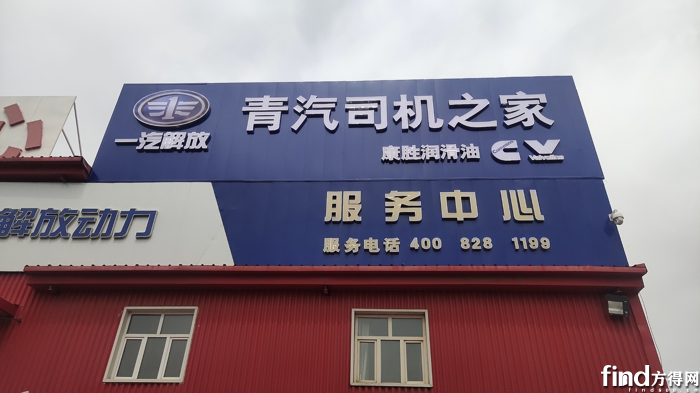 青汽司机之家
一汽解放
康胜润滑油 Valvoline
解放动力
服务中心
服务电话 400 828 1199
find方得网